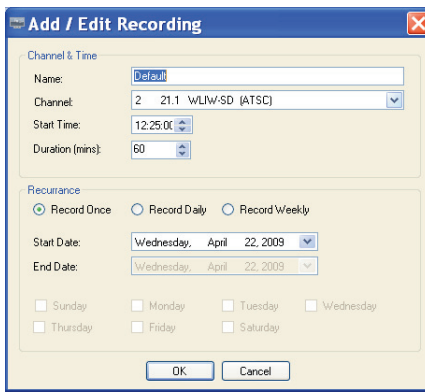 Add / Edit Recording
Channel & Time
Name: Default
Channel: 2 21.1 WLIW-SD (ATSC)
Start Time: 12:25:00
Duration (mins): 60
Recurrance
Record Once Record Daily Record Weekly
Start Date: Wednesday, April 22, 2009
End Date: Wednesday, April 22, 2009
Sunday Monday Tuesday Wednesday
Thursday Friday Saturday
OK Cancel